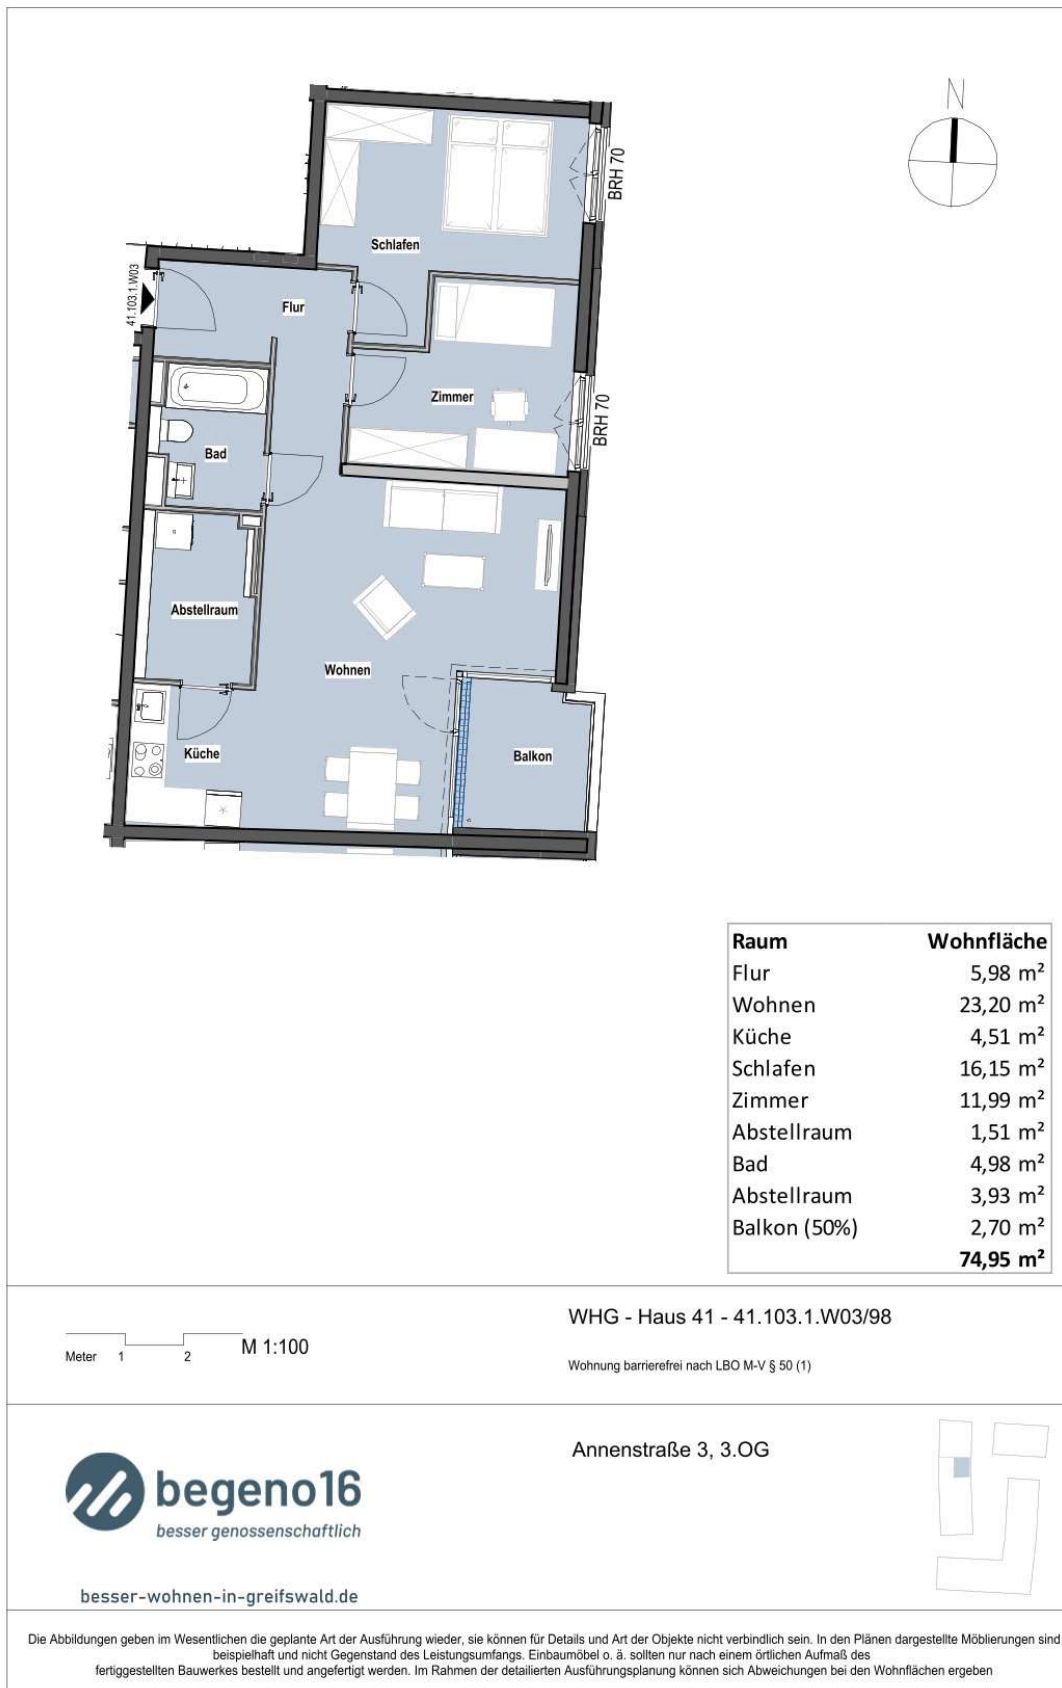 N
BRH 70
Schlafen
41.103.1.W03
Flur
Zimmer
BRH 70
Bad
Abstellraum
Wohnen
Küche
Balkon
Raum Wohnfläche
Flur 5,98 m²
Wohnen 23,20 m²
Küche 4,51 m²
Schlafen 16,15 m²
Zimmer 11,99 m²
Abstellraum 1,51 m²
Bad 4,98 m²
Abstellraum 3,93 m²
Balkon (50%) 2,70 m²
74,95 m²
Meter 1 2 M 1:100
WHG - Haus 41 - 41.103.1.W03/98
Wohnung barrierefrei nach LBO M-V § 50 (1)
Annenstraße 3, 3.OG
begeno16
besser genossenschaftlich
besser-wohnen-in-greifswald.de
Die Abbildungen geben im Wesentlichen die geplante Art der Ausführung wieder, sie können für Details und Art der Objekte nicht verbindlich sein. In den Plänen dargestellte Möblierungen sind
beispielhaft und nicht Gegenstand des Leistungsumfangs. Einbaumöbel o. ä. sollten nur nach einem örtlichen Aufmaß des
fertiggestellten Bauwerkes bestellt und angefertigt werden. Im Rahmen der detailierten Ausführungsplanung können sich Abweichungen bei den Wohnflächen ergeben